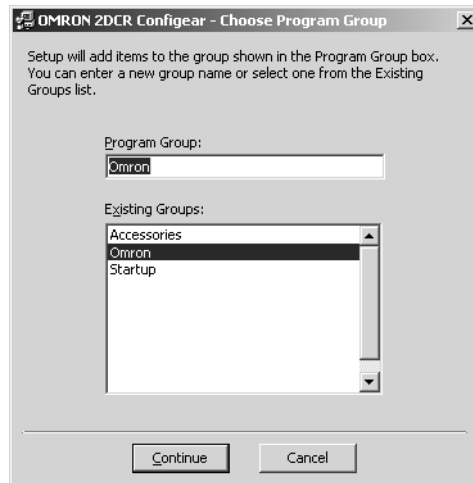 OMRON 2DCR Configear - Choose Program Group
Setup will add items to the group shown in the Program Group box.
You can enter a new group name or select one from the Existing
Groups list.
Program Group:
Omron
Existing Groups:
Accessories
Omron
Startup
Continue
Cancel